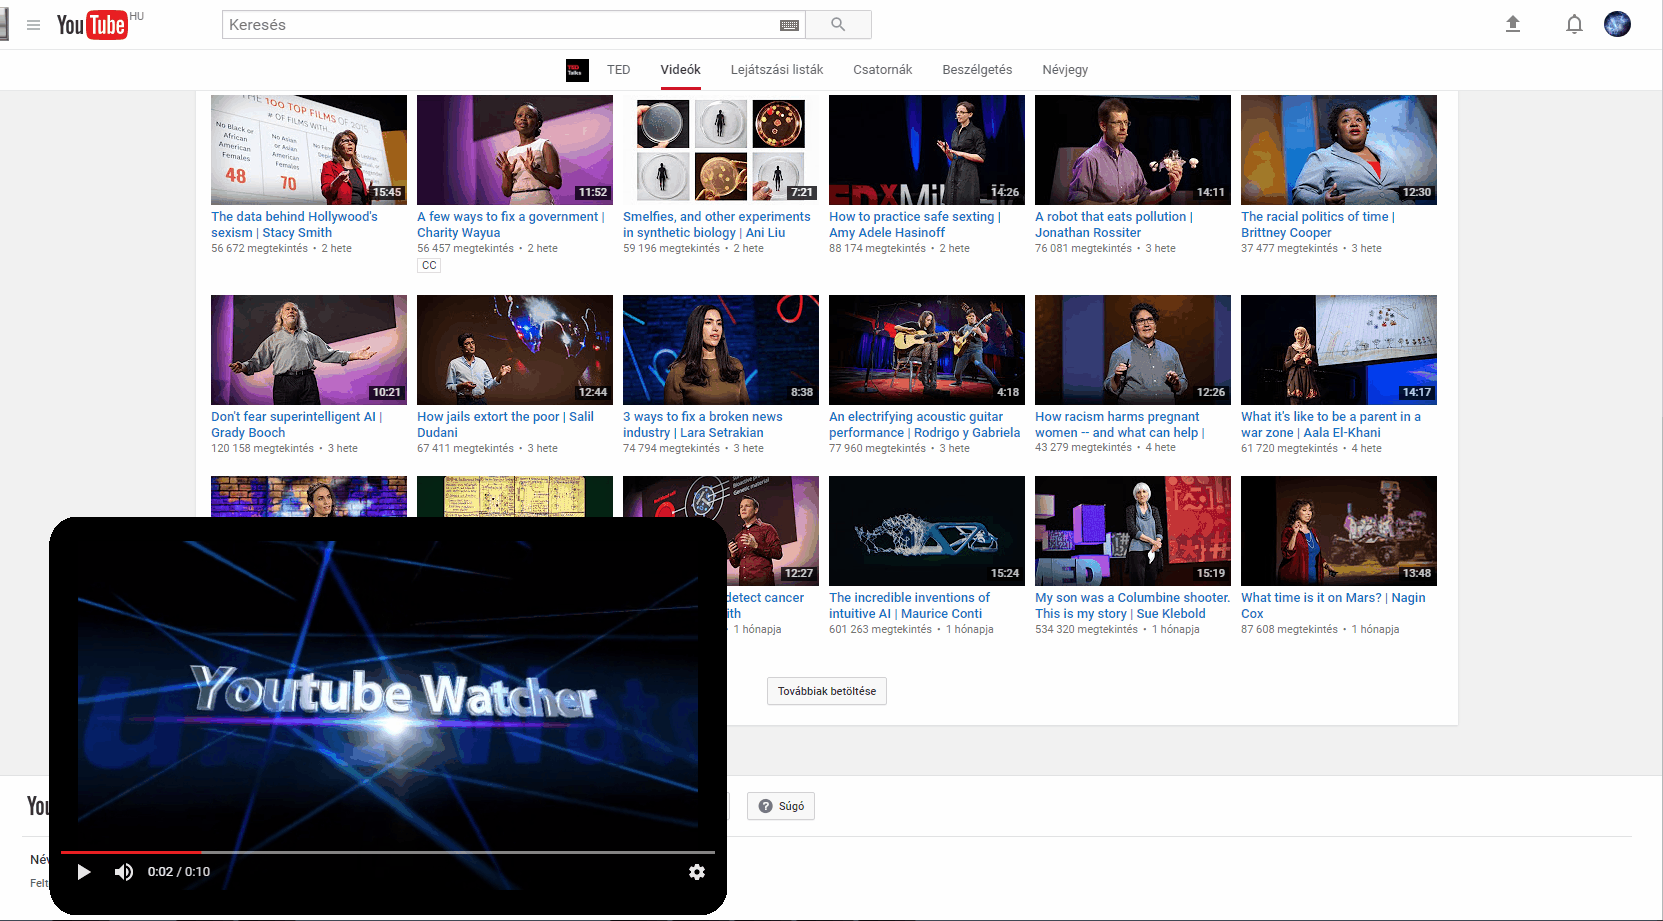 YouTube HU
Keresés
TED Talks
TED
Videók
Lejátszási listák
Csatornák
Beszélgetés
Névjegy
THE 100 TOP FILMS OF 2015
# OF FILMS WITH...
No Black or African American Females
48
No Asian or Asian American Females
70
15:45
11:52
7:21
14:26
14:11
12:30
The data behind Hollywood's
sexism | Stacy Smith
56 672 megtekintés • 2 hete
A few ways to fix a government |
Charity Wayua
56 457 megtekintés • 2 hete
CC
Smelfies, and other experiments
in synthetic biology | Ani Liu
59 196 megtekintés • 2 hete
How to practice safe sexting |
Amy Adele Hasinoff
88 174 megtekintés • 2 hete
A robot that eats pollution |
Jonathan Rossiter
76 081 megtekintés • 3 hete
The racial politics of time |
Brittney Cooper
37 477 megtekintés • 3 hete
10:21
12:44
8:38
4:18
12:26
14:17
Don't fear superintelligent AI |
Grady Booch
120 158 megtekintés • 3 hete
How jails extort the poor | Salil
Dudani
67 411 megtekintés • 3 hete
3 ways to fix a broken news
industry | Lara Setrakian
74 794 megtekintés • 3 hete
An electrifying acoustic guitar
performance | Rodrigo y Gabriela
77 960 megtekintés • 3 hete
How racism harms pregnant
women -- and what can help |
43 279 megtekintés • 4 hete
What it's like to be a parent in a
war zone | Aala El-Khani
61 720 megtekintés • 4 hete
Genetic material
12:27
15:24
15:19
13:48
detect cancer
ith
• 1 hónapja
The incredible inventions of
intuitive AI | Maurice Conti
601 263 megtekintés • 1 hónapja
My son was a Columbine shooter.
This is my story | Sue Klebold
534 320 megtekintés • 1 hónapja
What time is it on Mars? | Nagin
Cox
87 608 megtekintés • 1 hónapja
Továbbiak betöltése
Youtube Watcher
0:02 / 0:10
You
Súgó
Név
Felt